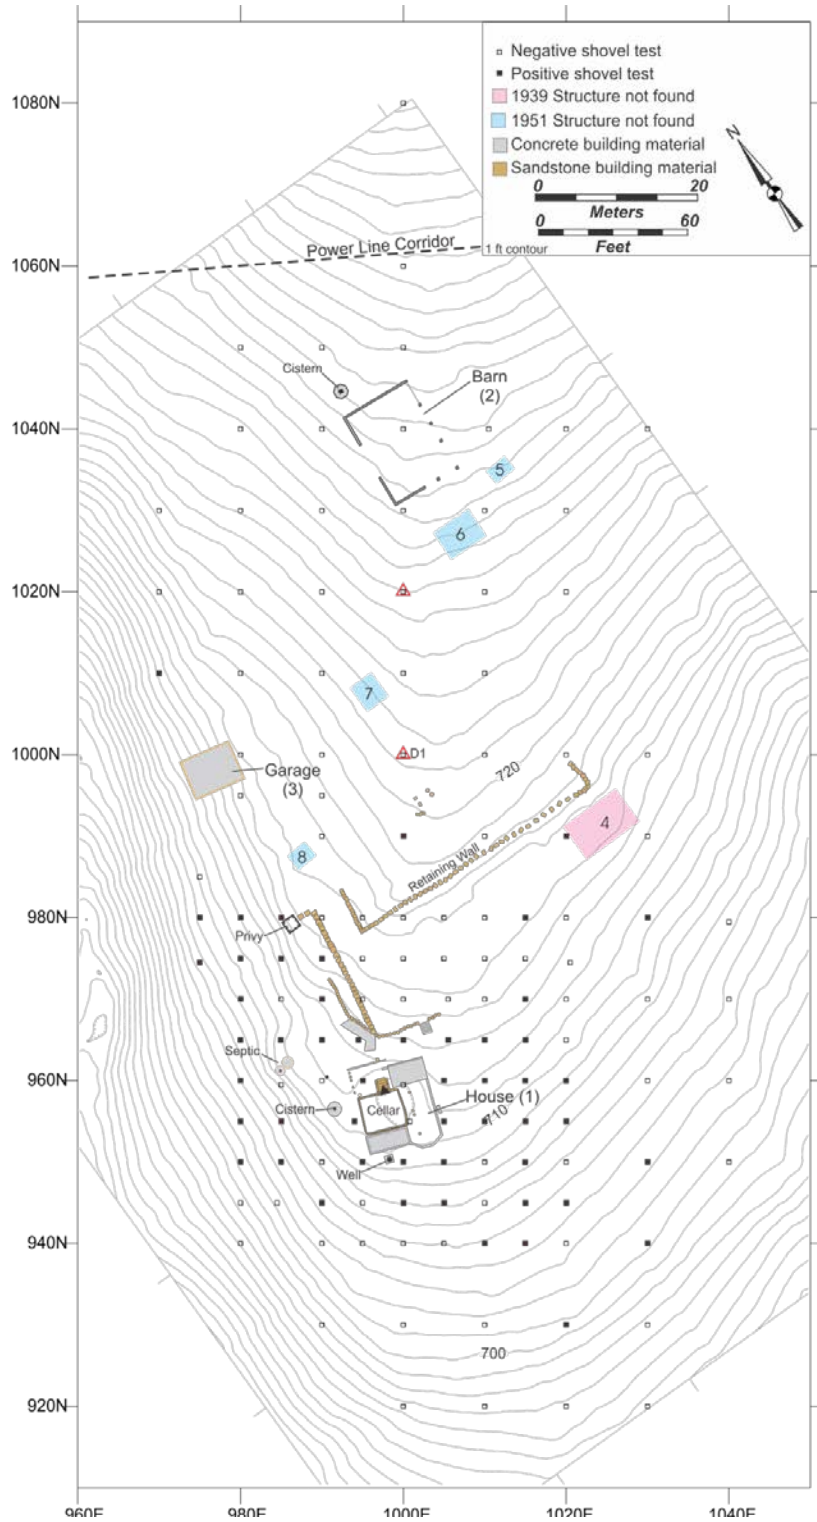 Negative shovel test
Positive shovel test
1939 Structure not found
1951 Structure not found
Concrete building material
Sandstone building material
0 20
Meters
0 60
Feet
1 ft contour
N
1080N
Power Line Corridor
1060N
Cistern
Barn
(2)
1040N
5
6
1020N
7
1000N
D1
720
Garage
(3)
4
8
Retaining Wall
980N
Privy
Septic
960N
House (1)
Cistern
Cellar
710
Well
940N
700
920N
960E 980E 1000E 1020E 1040E